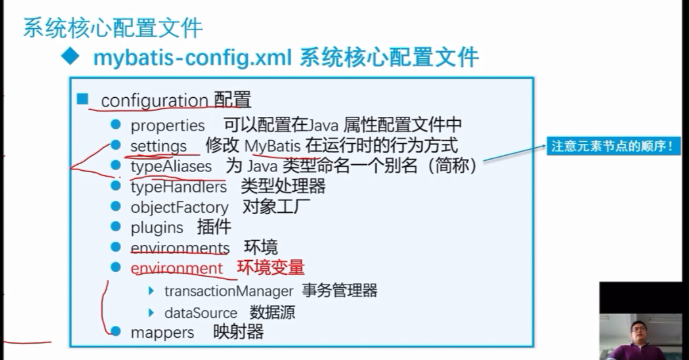 系统核心配置文件
mybatis-config.xml 系统核心配置文件
configuration 配置
properties 可以配置在Java 属性配置文件中
settings 修改 MyBatis 在运行时的行为方式
typeAliases 为 Java 类型命名一个别名（简称）
注意元素节点的顺序！
typeHandlers 类型处理器
objectFactory 对象工厂
plugins 插件
environments 环境
environment 环境变量
transactionManager 事务管理器
dataSource 数据源
mappers 映射器